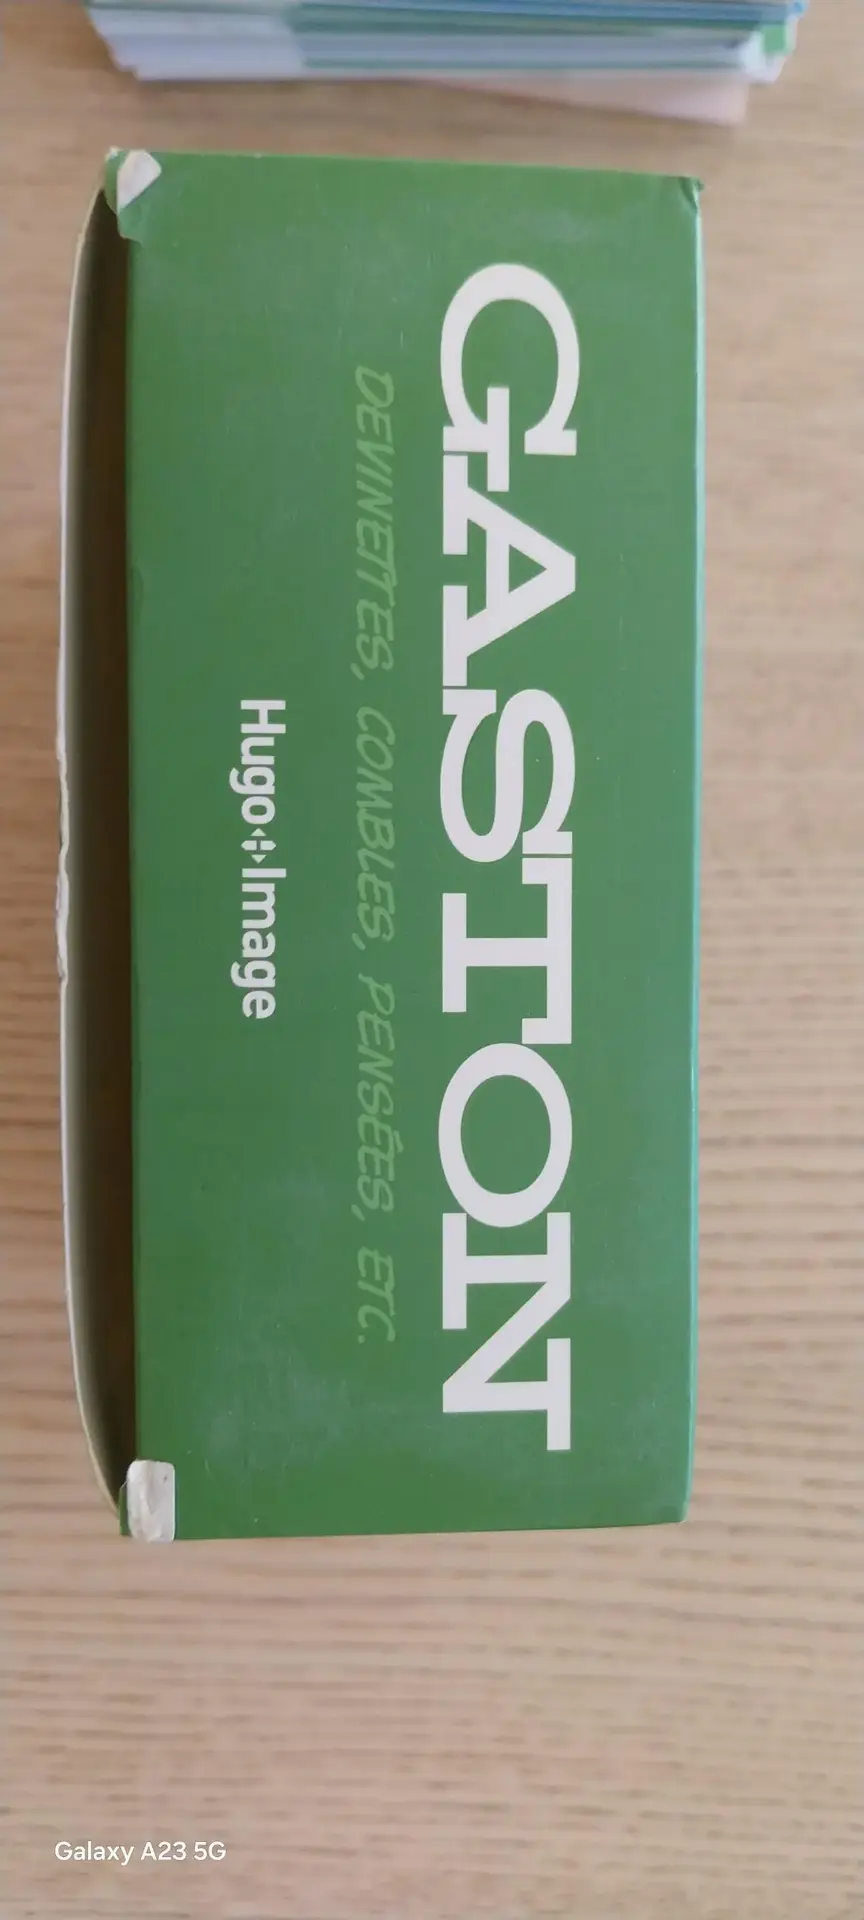 GASTON
DEVINETTES, COMBLES, PENSÉES, ETC.
Hugo Image
Galaxy A23 5G